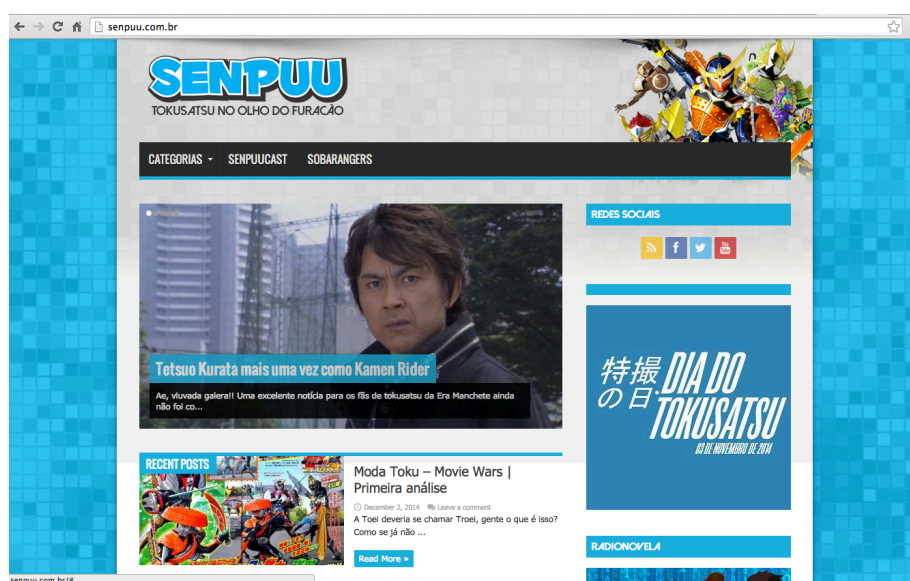 senpuu.com.br
SENPUU
TOKUSATSU NO OLHO DO FURACÃO
CATEGORIAS
SENPUUCAST
SOBARANGERS
Tetsuo Kurata mais uma vez como Kamen Rider
Ae, viuvada galera!! Uma excelente notícia para os fãs de tokusatsu da Era Manchete ainda
não foi co...
RECENT POSTS
Moda Toku – Movie Wars |
Primeira análise
December 2, 2014 Leave a comment
A Toei deveria se chamar Troei, gente o que é isso?
Como se já não ...
Read More »
REDES SOCIAIS
You
特撮
の日
DIA DO
TOKUSATSU
03 DE NOVEMBRO DE 2014
RADIONOVELA
senpuu.com.br/#